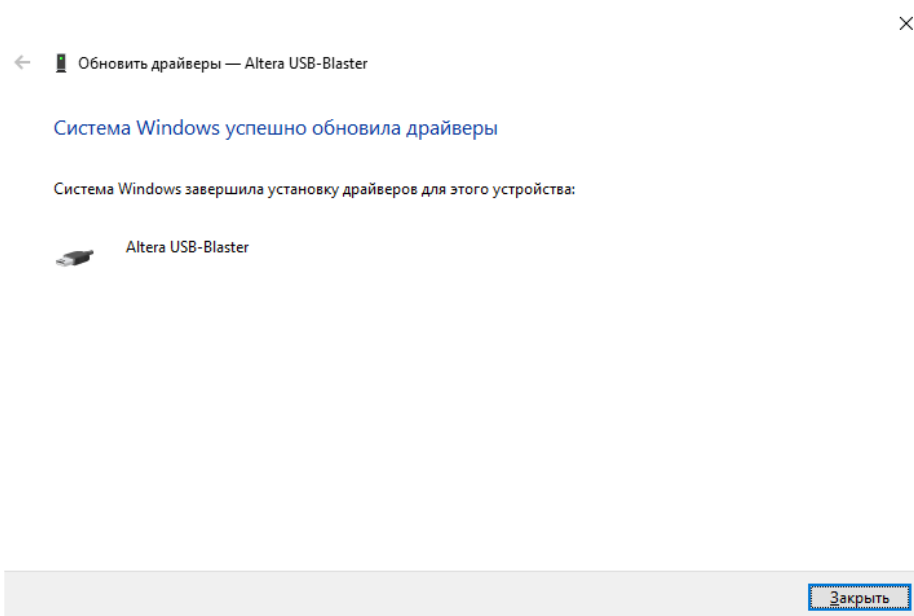 Обновить драйверы — Altera USB-Blaster
Система Windows успешно обновила драйверы
Система Windows завершила установку драйверов для этого устройства:
Altera USB-Blaster
Закрыть